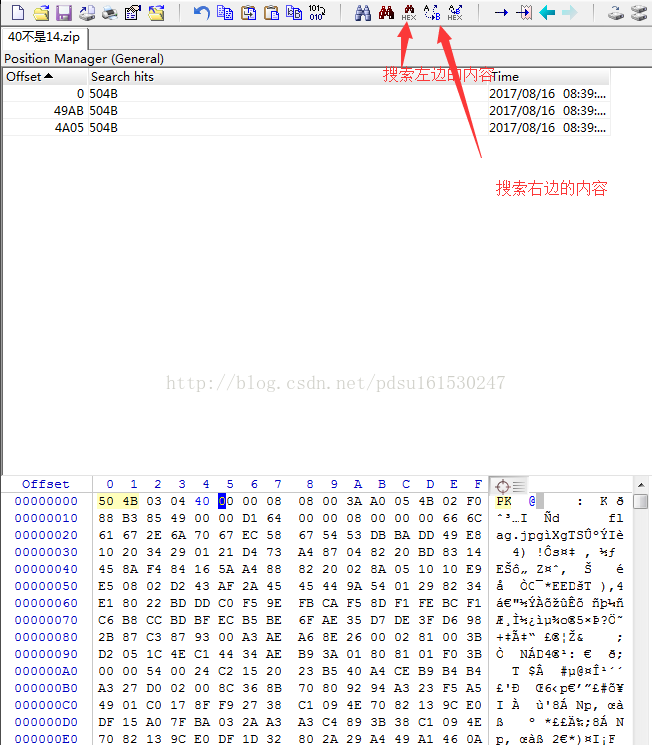 HEX
A B
HEX
101
010
40不是14.zip
Position Manager (General)
Offset Search hits Time
搜索左边的内容
0 504B 2017/08/16 08:39:...
49AB 504B 2017/08/16 08:39:...
4A05 504B 2017/08/16 08:39:...
搜索右边的内容
http://blog.csdn.net/pdsu161530247
Offset 0 1 2 3 4 5 6 7 8 9 A B C D E F
00000000 50 4B 03 04 40 00 00 08 08 00 3A A0 05 4B 02 F0 PK @ : K ð
00000010 88 B3 85 49 00 00 D1 64 00 00 08 00 00 00 66 6C ˆ³…I Ñd fl
00000020 61 67 2E 6A 70 67 EC 58 67 54 53 DB BA DD 49 E8 ag.jpgìXgTSÛºÝIè
00000030 10 20 34 29 01 21 D4 73 A4 87 04 82 20 BD 83 14 4) !Ôs¤‡ ‚ ½ƒ
00000040 45 8A F4 84 16 5A A4 88 82 20 02 8A 05 10 10 E9 EŠô„ Z¤ˆ‚ Š é
00000050 E5 08 02 D2 43 AF 2A 45 45 44 9A 54 01 29 82 34 å ÒC¯*EEDšT )‚4
00000060 E1 80 22 BD DD C0 F5 9E FB CA F5 8D F1 FE BC F1 á€"½ÝÀõžûÊõ ñþ¼ñ
00000070 C6 B8 CC BD BF EC B5 BE 6F AE 35 D7 DE 3F D6 98 Æ¸Ì½¿ìµ¾o®5×Þ?Ö˜
00000080 2B 87 C3 87 93 00 A3 AE A6 8E 26 00 02 81 00 3B +‡Ã‡“ £®¦Ž& ;
00000090 D2 05 1C 4E C1 44 34 AE B9 3A 01 80 81 01 F0 3B Ò NÁD4®¹: € ð;
000000A0 00 00 54 00 24 C2 15 20 23 B5 40 A4 CE B9 B4 B4 T $Â #µ@¤Î¹´´
000000B0 A3 27 D0 02 00 8C 36 8B 70 80 92 94 A3 23 F5 A5 £'Ð Œ6‹p€’”£#õ¥
000000C0 49 01 C0 17 8F F9 27 38 C1 09 4E 70 82 13 9C E0 I À ù'8Á Np‚ œà
000000D0 DF 15 A0 7F BA 03 2A A3 A3 C4 89 3B 38 C1 09 4E ß º *££Ä‰;8Á N
000000E0 70 82 13 9C E0 DF 1D 32 80 2A 29 A4 49 A1 46 0A p‚ œàß 2€*)¤I¡F